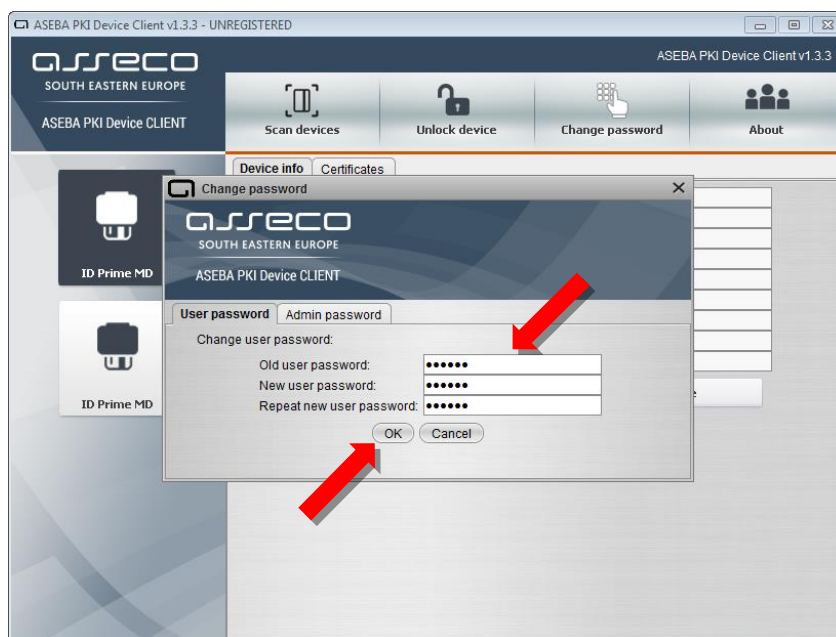 ASEBA PKI Device Client v1.3.3 - UNREGISTERED
asseco
SOUTH EASTERN EUROPE
ASEBA PKI Device CLIENT
ASEBA PKI Device Client v1.3.3
Scan devices
Unlock device
Change password
About
Device info
Certificates
ID Prime MD
ID Prime MD
Change password
asseco
SOUTH EASTERN EUROPE
ASEBA PKI Device CLIENT
User password
Admin password
Change user password:
Old user password:
New user password:
Repeat new user password:
OK
Cancel